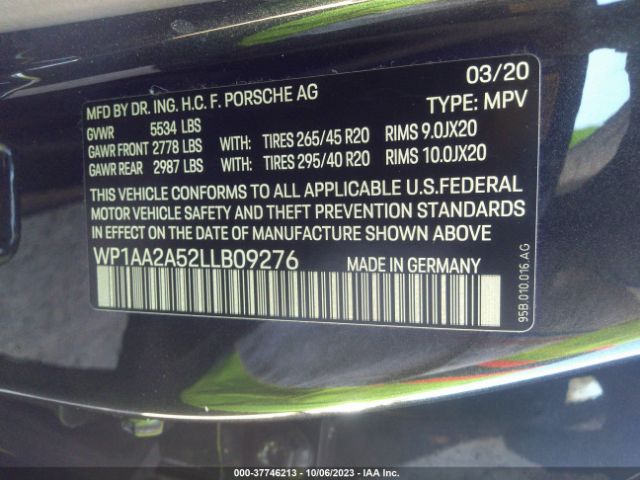 03/20
MFD BY DR. ING. H.C. F. PORSCHE AG TYPE: MPV
GVWR 5534 LBS
GAWR FRONT 2778 LBS WITH: TIRES 265/45 R20 RIMS 9.0JX20
GAWR REAR 2987 LBS WITH: TIRES 295/40 R20 RIMS 10.0JX20
THIS VEHICLE CONFORMS TO ALL APPLICABLE U.S.FEDERAL
MOTOR VEHICLE SAFETY AND THEFT PREVENTION STANDARDS
IN EFFECT ON THE DATE OF MANUFACTURE SHOWN ABOVE
WP1AA2A52LLB09276 MADE IN GERMANY
95B.010.016.AG
000-37746213 - 10/06/2023 - IAA Inc.